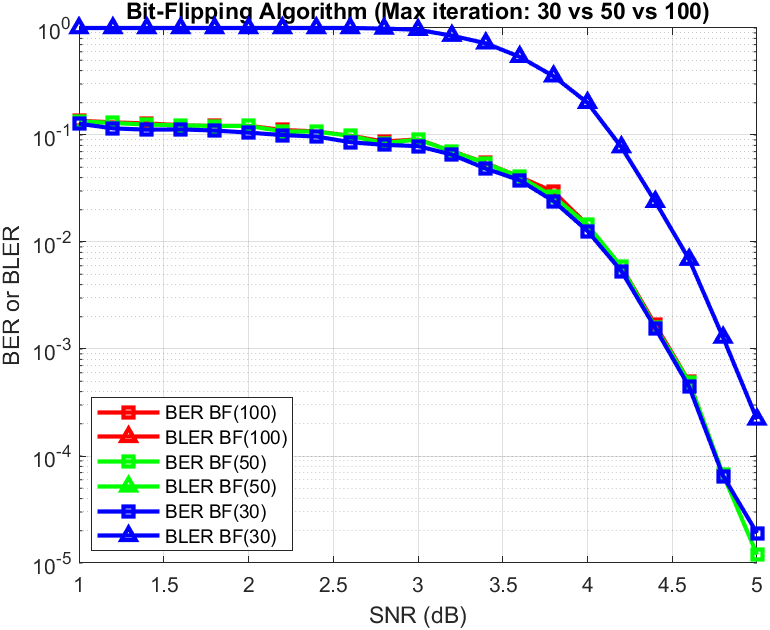 Bit-Flipping Algorithm (Max iteration: 30 vs 50 vs 100)
10^0
10^-1
10^-2
10^-3
10^-4
10^-5
BER or BLER
BER BF(100)
BLER BF(100)
BER BF(50)
BLER BF(50)
BER BF(30)
BLER BF(30)
1 1.5 2 2.5 3 3.5 4 4.5 5
SNR (dB)